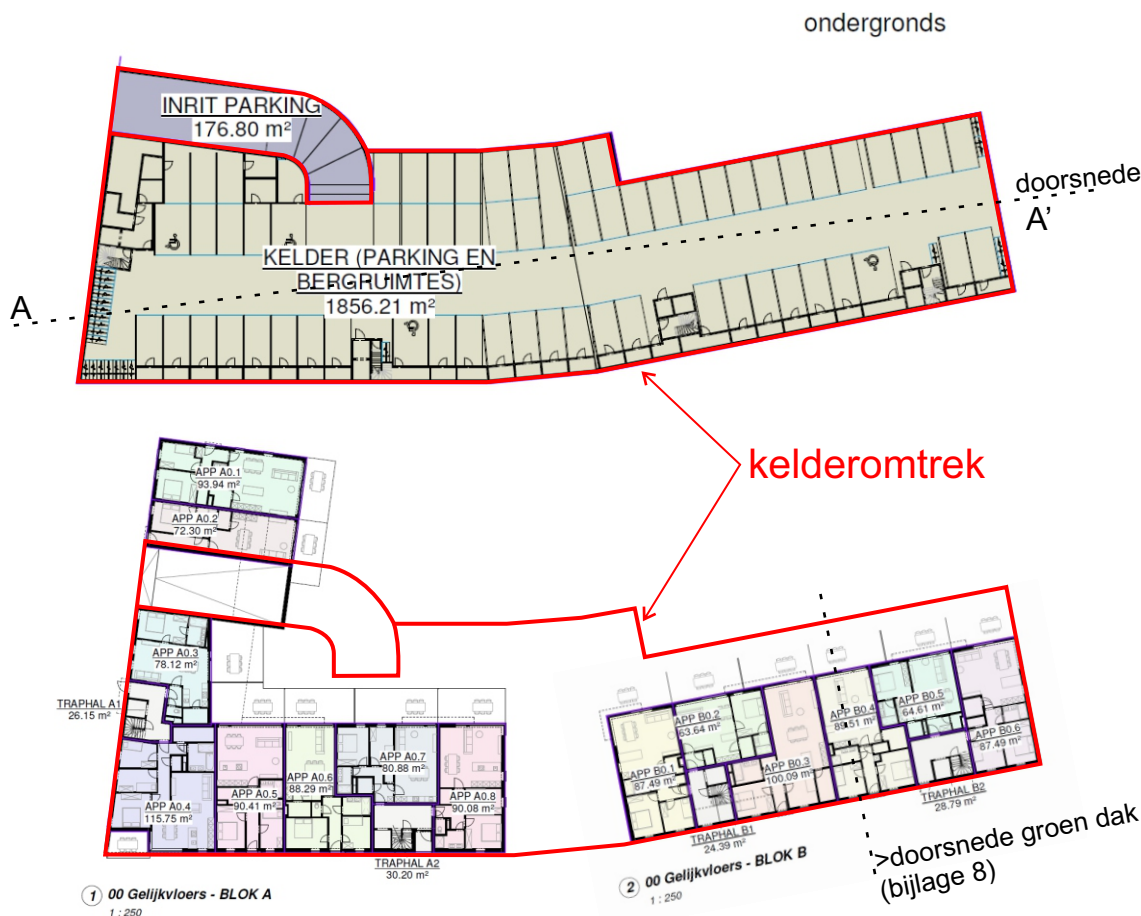 ondergronds
INRIT PARKING
176.80 m²
doorsnede
A'
KELDER (PARKING EN
BERGRUIMTES)
1856.21 m²
A
kelderomtrek
APP A0.1
93.94 m²
APP A0.2
72.30 m²
APP A0.3
78.12 m²
TRAPHAL A1
26.15 m²
APP A0.4
115.75 m²
APP A0.5
90.41 m²
APP A0.6
88.29 m²
APP A0.7
80.88 m²
APP A0.8
90.08 m²
TRAPHAL A2
30.20 m²
APP B0.1
87.49 m²
APP B0.2
63.64 m²
APP B0.3
100.09 m²
APP B0.4
89.51 m²
APP B0.5
64.61 m²
APP B0.6
87.49 m²
TRAPHAL B1
24.39 m²
TRAPHAL B2
28.79 m²
>doorsnede groen dak
(bijlage 8)
1 00 Gelijkvloers - BLOK A
1 : 250
2 00 Gelijkvloers - BLOK B
1 : 250